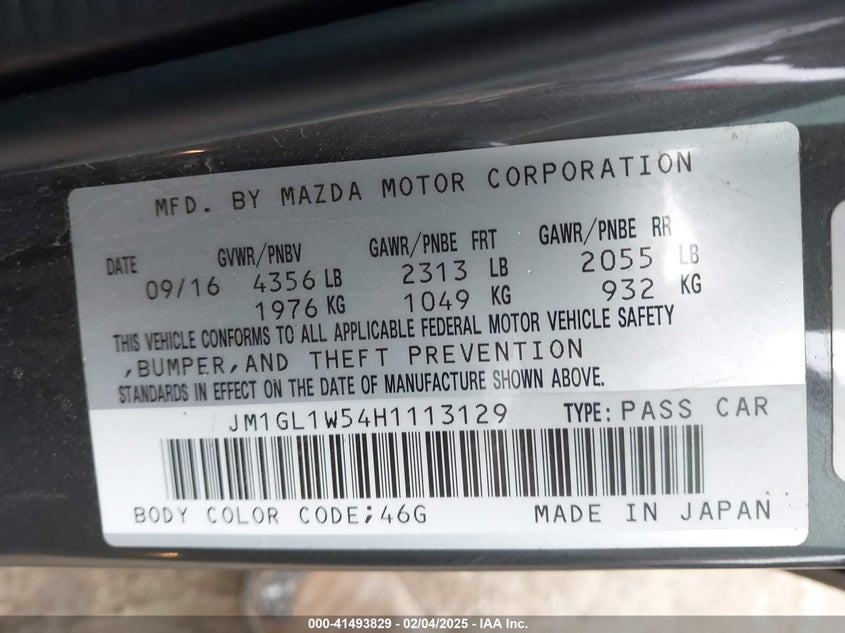 MFD. BY MAZDA MOTOR CORPORATION
DATE GVWR/PNBV GAWR/PNBE FRT GAWR/PNBE RR
09/16 4356 LB 2313 LB 2055 LB
1976 KG 1049 KG 932 KG
THIS VEHICLE CONFORMS TO ALL APPLICABLE FEDERAL MOTOR VEHICLE SAFETY
,BUMPER,AND THEFT PREVENTION
STANDARDS IN EFFECT ON THE DATE OF MANUFACTURE SHOWN ABOVE.
JM1GL1W54H1113129 TYPE: PASS CAR
BODY COLOR CODE;46G MADE IN JAPAN
000-41493829 - 02/04/2025 - IAA Inc.